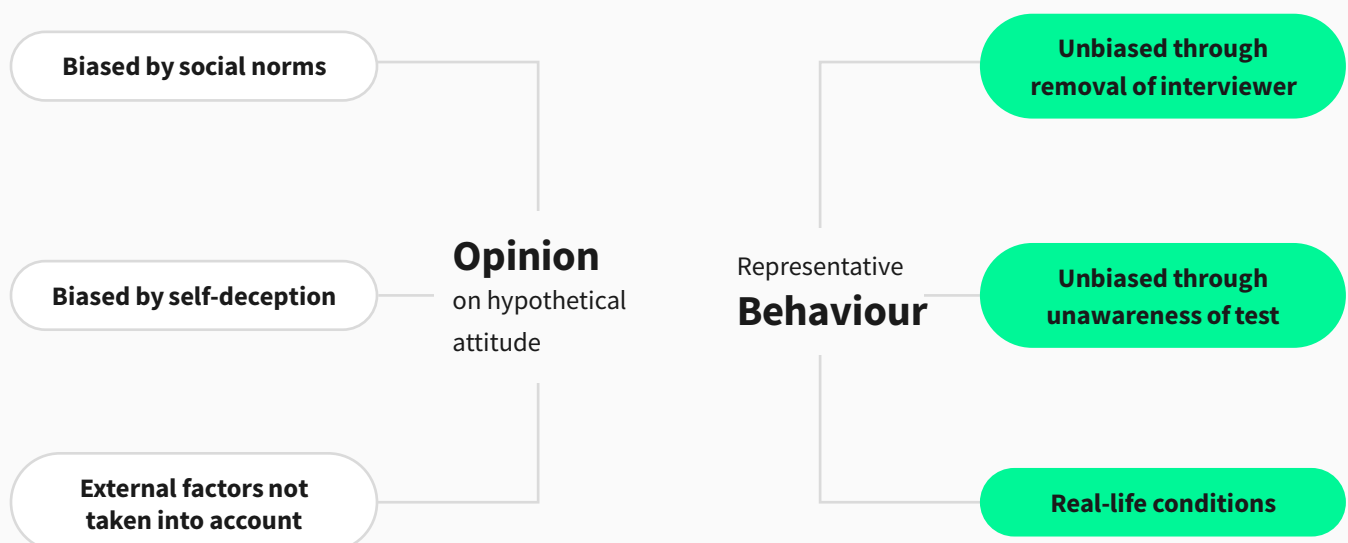 Biased by social norms
Biased by self-deception
External factors not
taken into account
Opinion
on hypothetical
attitude
Representative
Behaviour
Unbiased through
removal of interviewer
Unbiased through
unawareness of test
Real-life conditions